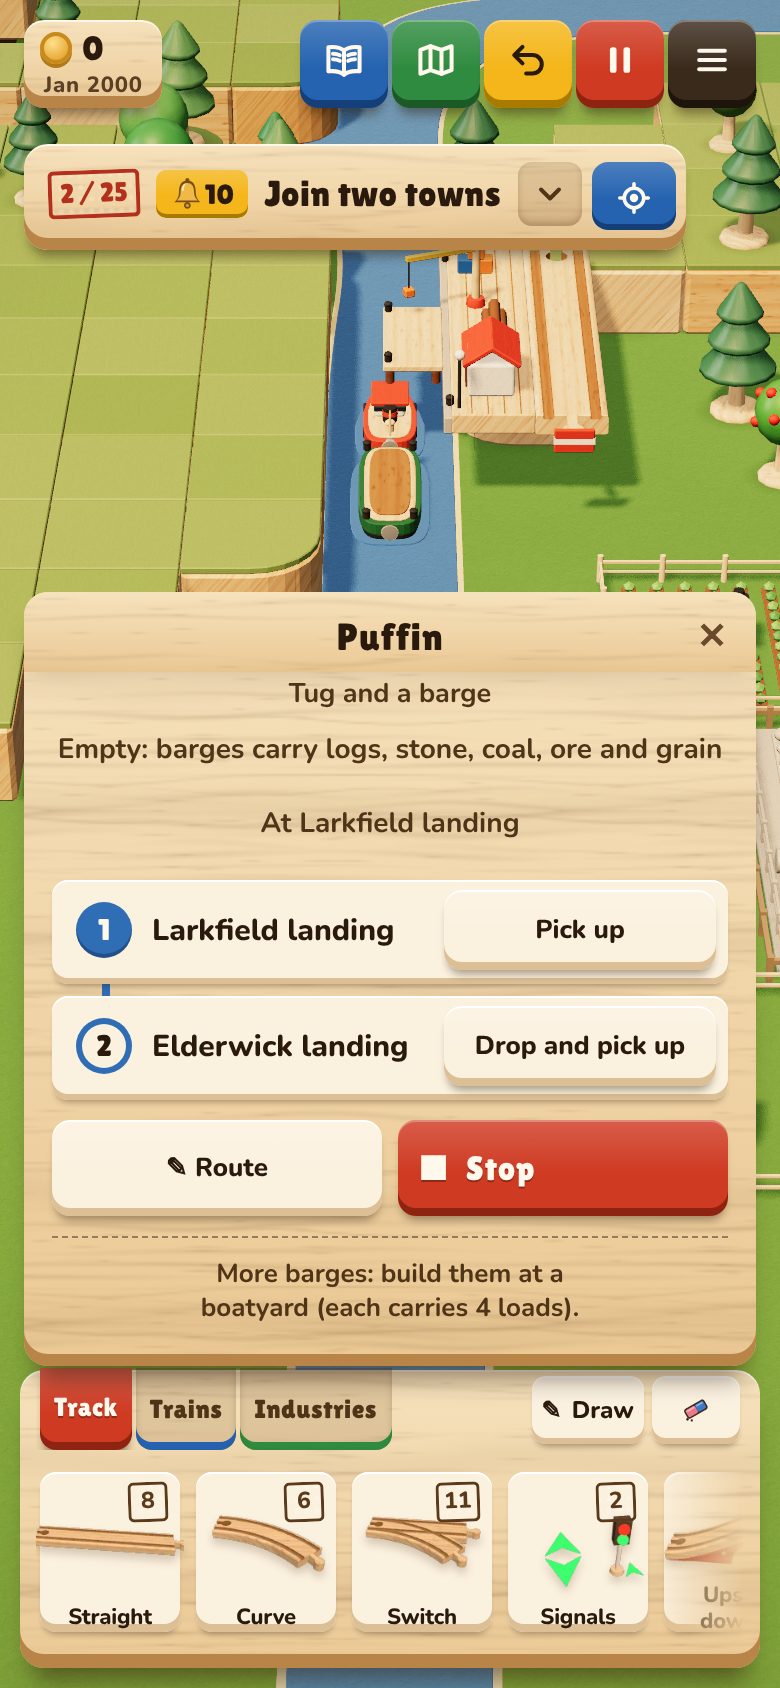 0
Jan 2000
2/25
10
Join two towns
Puffin
Tug and a barge
Empty: barges carry logs, stone, coal, ore and grain
At Larkfield landing
1
Larkfield landing
Pick up
2
Elderwick landing
Drop and pick up
Route
Stop
More barges: build them at a
boatyard (each carries 4 loads).
Track
Trains
Industries
Draw
8
6
11
2
Straight
Curve
Switch
Signals